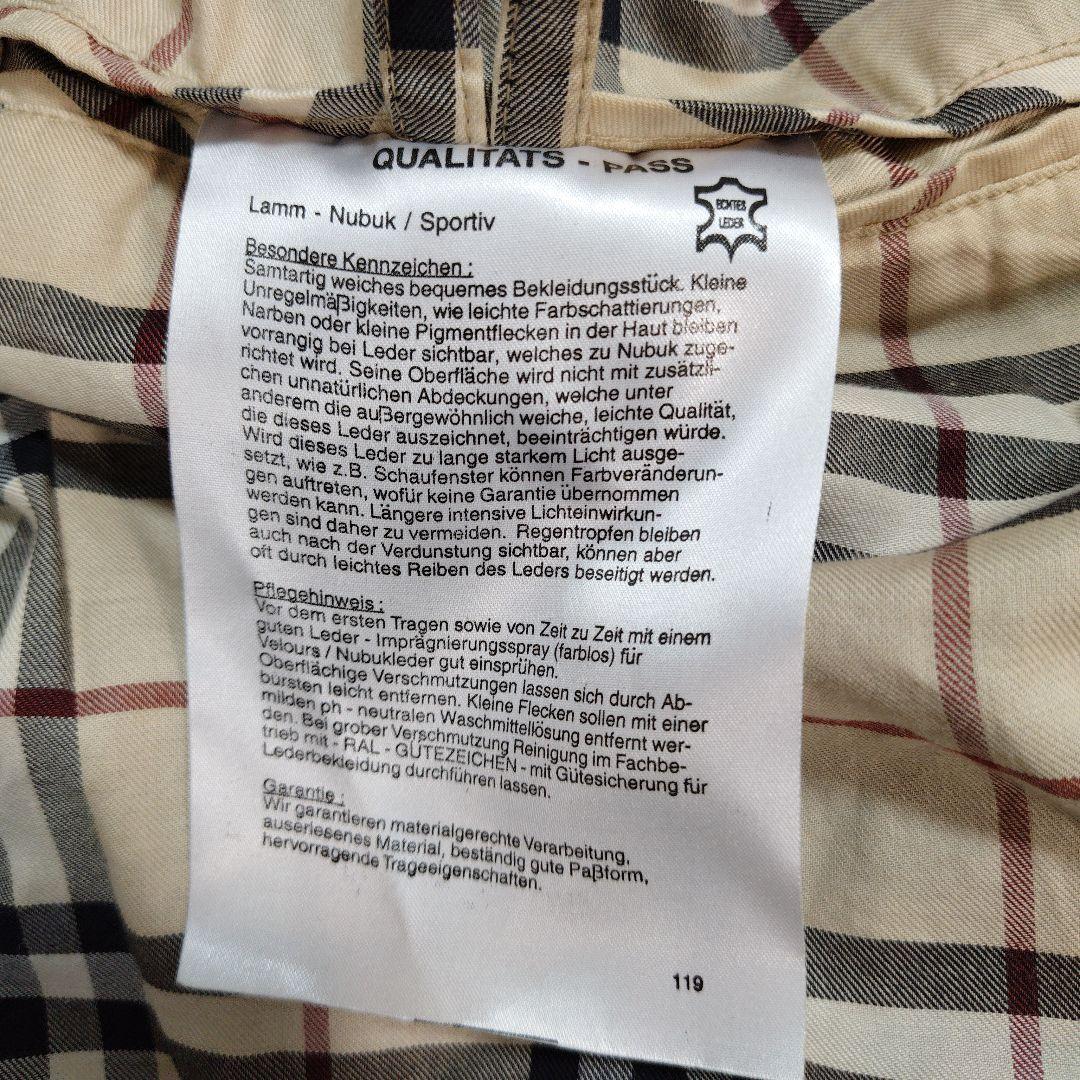 QUALITÄTS - PASS
ECHTES
LEDER
Lamm - Nubuk / Sportiv
Besondere Kennzeichen :
Samtartig weiches bequemes Bekleidungsstück. Kleine
Unregelmäßigkeiten, wie leichte Farbschattierungen,
Narben oder kleine Pigmentflecken in der Haut bleiben
vorrangig bei Leder sichtbar, welches zu Nubuk zuge-
richtet wird. Seine Oberfläche wird nicht mit zusätzli-
chen unnatürlichen Abdeckungen, welche unter
anderem die außergewöhnlich weiche, leichte Qualität,
die dieses Leder auszeichnet, beeinträchtigen würde.
Wird dieses Leder zu lange starkem Licht ausge-
setzt, wie z.B. Schaufenster können Farbveränderun-
gen auftreten, wofür keine Garantie übernommen
werden kann. Längere intensive Lichteinwirkun-
gen sind daher zu vermeiden. Regentropfen bleiben
auch nach der Verdunstung sichtbar, können aber
oft durch leichtes Reiben des Leders beseitigt werden.
Pflegehinweis :
Vor dem ersten Tragen sowie von Zeit zu Zeit mit einem
guten Leder - Imprägnierungsspray (farblos) für
Velours / Nubukleder gut einsprühen.
Oberflächige Verschmutzungen lassen sich durch Ab-
bürsten leicht entfernen. Kleine Flecken sollen mit einer
milden ph - neutralen Waschmittellösung entfernt wer-
den. Bei grober Verschmutzung Reinigung im Fachbe-
trieb mit - RAL - GÜTEZEICHEN - mit Gütesicherung für
Lederbekleidung durchführen lassen.
Garantie :
Wir garantieren materialgerechte Verarbeitung,
auserlesenes Material, beständig gute Paßform,
hervorragende Trageeigenschaften.
119